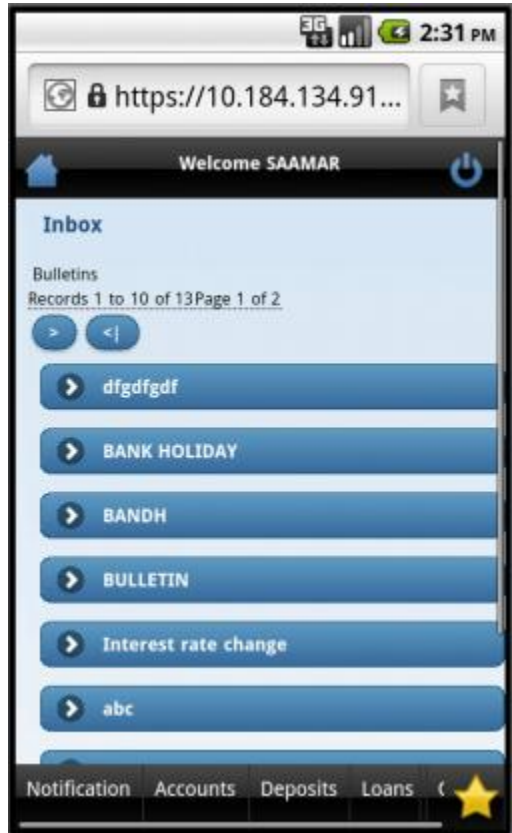 3G
2:31 PM
https://10.184.134.91...
Welcome SAAMAR
Inbox
Bulletins
Records 1 to 10 of 13Page 1 of 2
> <|
dfgdfgdf
BANK HOLIDAY
BANDH
BULLETIN
Interest rate change
abc
Notification Accounts Deposits Loans